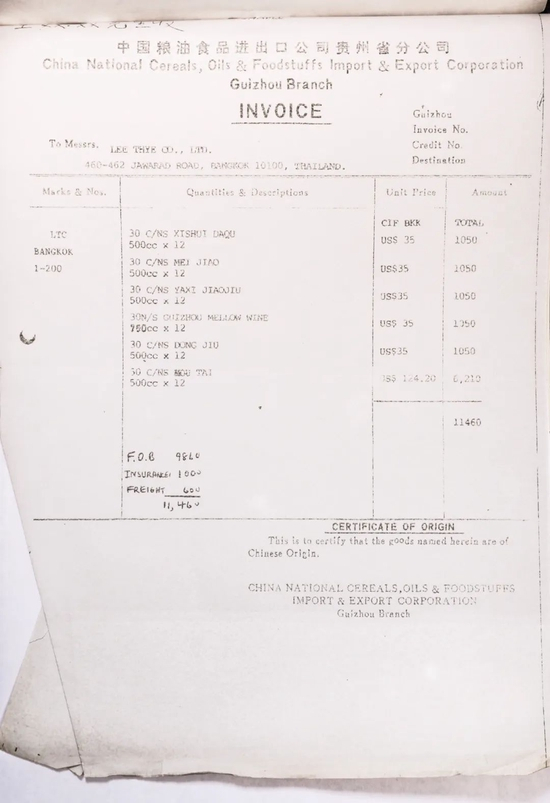 中国粮油食品进出口公司贵州省分公司
China National Cereals, Oils & Foodstuffs Import & Export Corporation
Guizhou Branch
INVOICE
Guizhou
Invoice No.
Credit No.
Destination
To Messrs. LEE THYE CO., LTD.
460-462 JAWARAD ROAD, BANGKOK 10100, THAILAND.
Marks & Nos. Quantities & Descriptions Unit Price Amount
CIF BKK TOTAL
LTC 30 C/NS XISHUI DAQU US$ 35 1050
BANGKOK 500cc x 12
1-200 30 C/NS MEI JIAO US$35 1050
500cc x 12
30 C/NS YAXI JIAOJIU US$35 1050
500cc x 12
30N/S GUIZHOU MELLOW WINE US$ 35 1050
750cc x 12
30 C/NS DONG JIU US$35 1050
500cc x 12
50 C/NS MOU TAI US$ 124.20 6,210
500cc x 12
11460
F.O.B 9860
INSURANCE 1000
FREIGHT 600
11,460
CERTIFICATE OF ORIGIN
This is to certify that the goods named herein are of
Chinese Origin.
CHINA NATIONAL CEREALS,OILS & FOODSTUFFS
IMPORT & EXPORT CORPORATION
Guizhou Branch